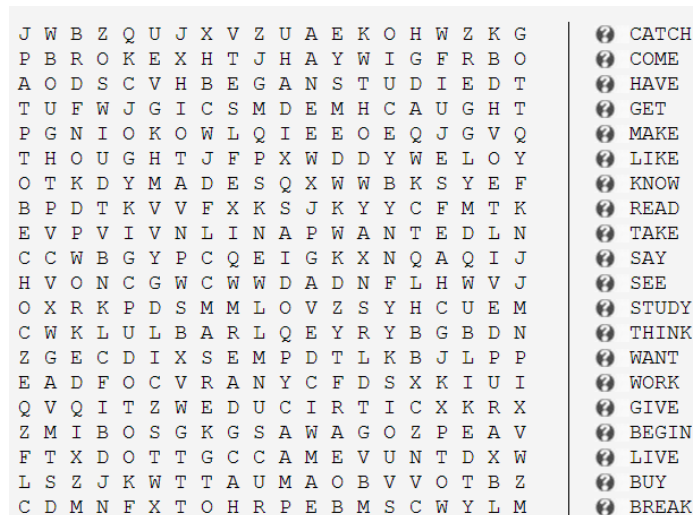 J W B Z Q U J X V Z U A E K O H W Z K G CATCH
P B R O K E X H T J H A Y W I G F R B O COME
A O D S C V H B E G A N S T U D I E D T HAVE
T U F W J G I C S M D E M H C A U G H T GET
P G N I O K O W L Q I E E O E Q J G V Q MAKE
T H O U G H T J F P X W D D Y W E L O Y LIKE
O T K D Y M A D E S Q X W W B K S Y E F KNOW
B P D T K V V F X K S J K Y Y C F M T K READ
E V P V I V N L I N A P W A N T E D L N TAKE
C C W B G Y P C Q E I G K X N Q A Q I J SAY
H V O N C G W C W W D A D N F L H W V J SEE
O X R K P D S M M L O V Z S Y H C U E M STUDY
C W K L U L B A R L Q E Y R Y B G B D N THINK
Z G E C D I X S E M P D T L K B J L P P WANT
E A D F O C V R A N Y C F D S X K I U I WORK
Q V Q I T Z W E D U C I R T I C X K R X GIVE
Z M I B O S G K G S A W A G O Z P E A V BEGIN
F T X D O T T G C C A M E V U N T D X W LIVE
L S Z J K W T T A U M A O B V V O T B Z BUY
C D M N F X T O H R P E B M S C W Y L M BREAK